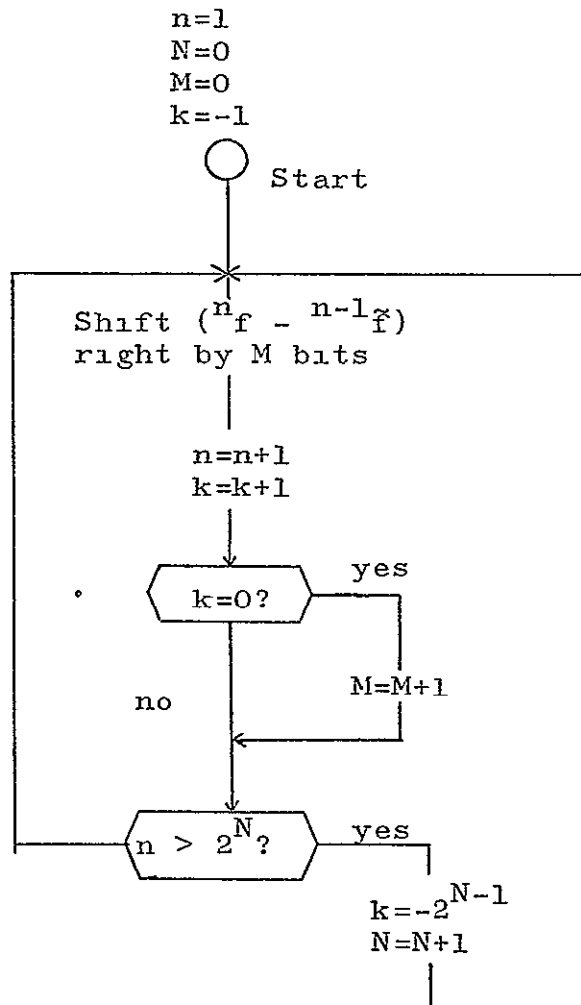 n=1
N=0
M=0
k=-1
Start
Shift (ⁿf - ⁿ⁻¹f̃)
right by M bits
n=n+1
k=k+1
yes
k=0?
M=M+1
no
n > 2ᴺ?
yes
k=-2ᴺ⁻¹
N=N+1